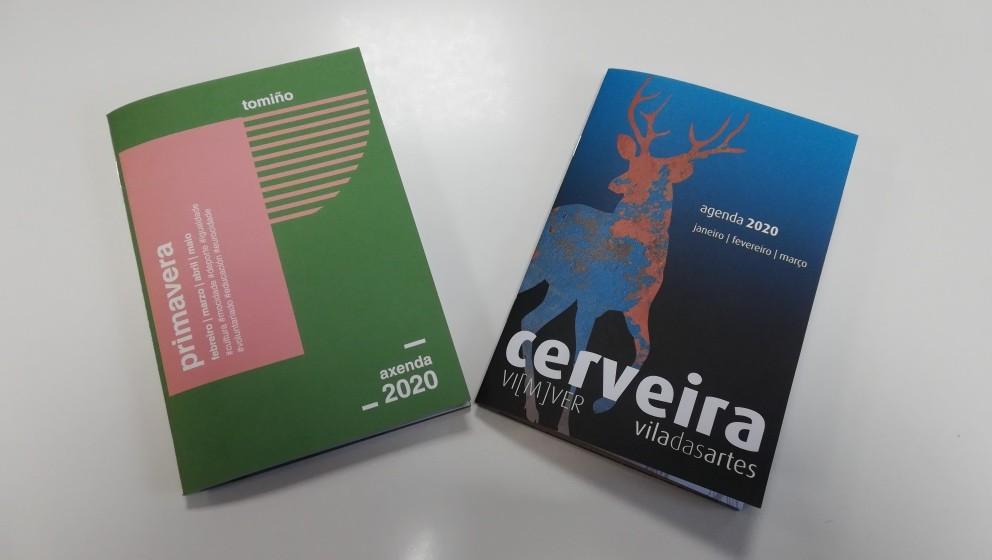 tomiño
primavera
febreiro | marzo | abril | maio
#cultura #mocidade #deporte #igualdade
#voluntariado #educación #eurocidade
axenda
2020
agenda 2020
janeiro | fevereiro | março
cerveira
VI[M]VER
viladasartes